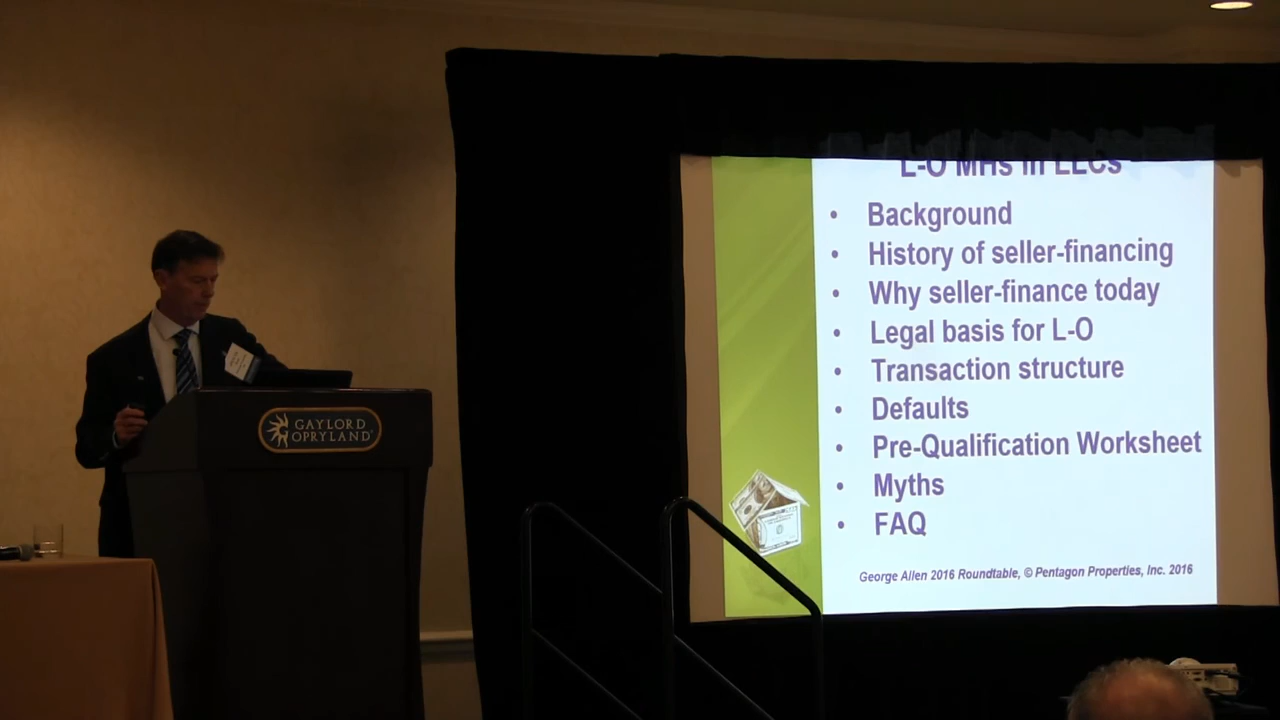 L-O MHs in LLCs
• Background
• History of seller-financing
• Why seller-finance today
• Legal basis for L-O
• Transaction structure
• Defaults
• Pre-Qualification Worksheet
• Myths
• FAQ
George Allen 2016 Roundtable, © Pentagon Properties, Inc. 2016
GAYLORD
OPRYLAND